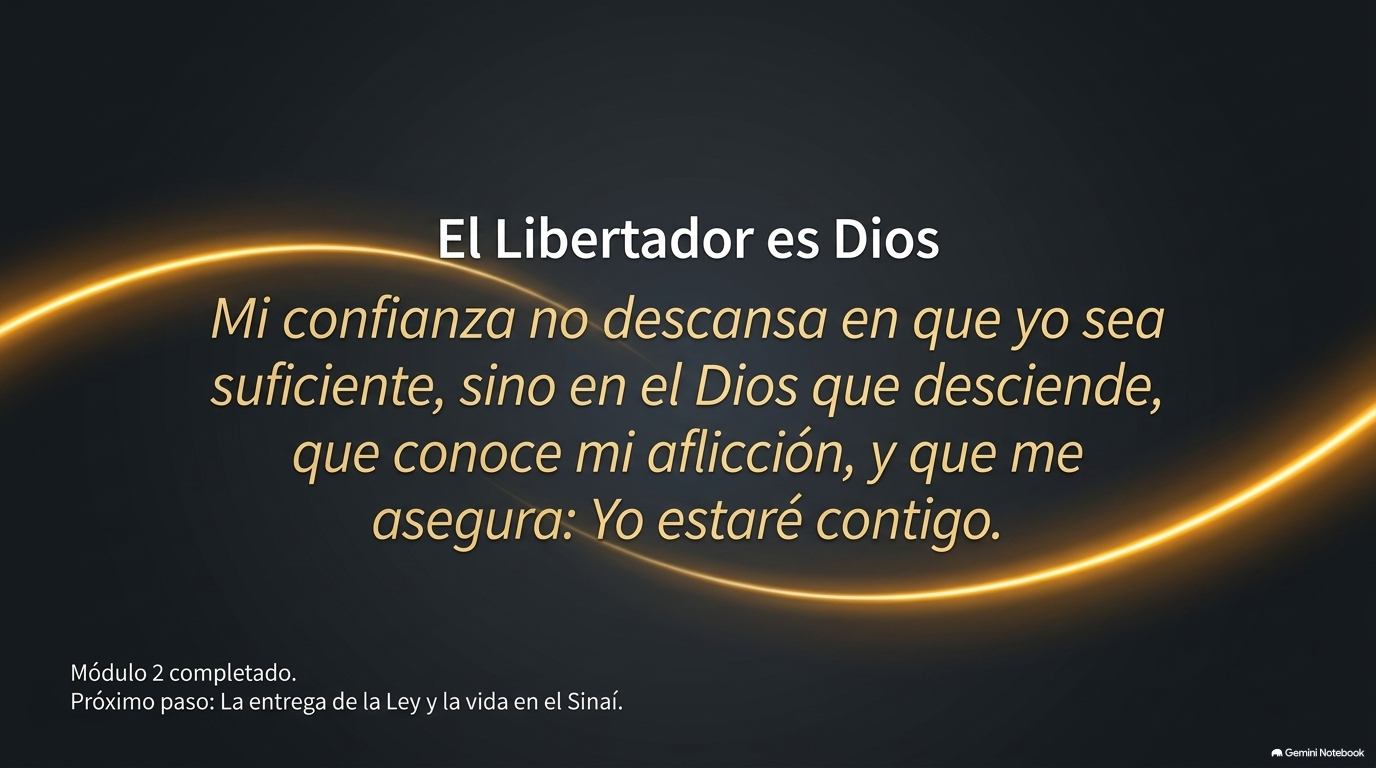 El Libertador es Dios
Mi confianza no descansa en que yo sea
suficiente, sino en el Dios que desciende,
que conoce mi aflicción, y que me
asegura: Yo estaré contigo.
Módulo 2 completado.
Próximo paso: La entrega de la Ley y la vida en el Sinaí.
Gemini Notebook